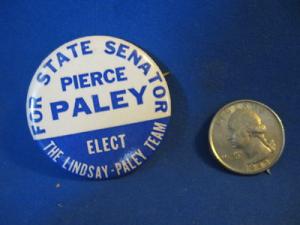 FOR STATE SENATOR
PIERCE
PALEY
ELECT
THE LINDSAY-PALEY TEAM